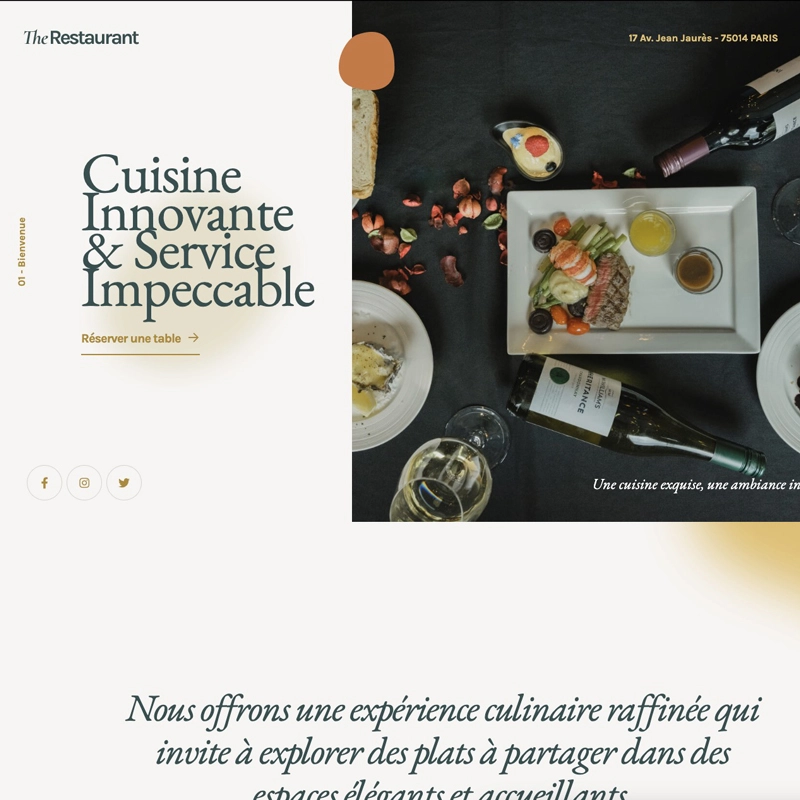 The Restaurant
17 Av. Jean Jaurès - 75014 PARIS
Cuisine
Innovante
& Service
Impeccable
01 - Bienvenue
Réserver une table
HERITANCE
Une cuisine exquise, une ambiance in
Nous offrons une expérience culinaire raffinée qui
invite à explorer des plats à partager dans des
espaces élégants et accueillants